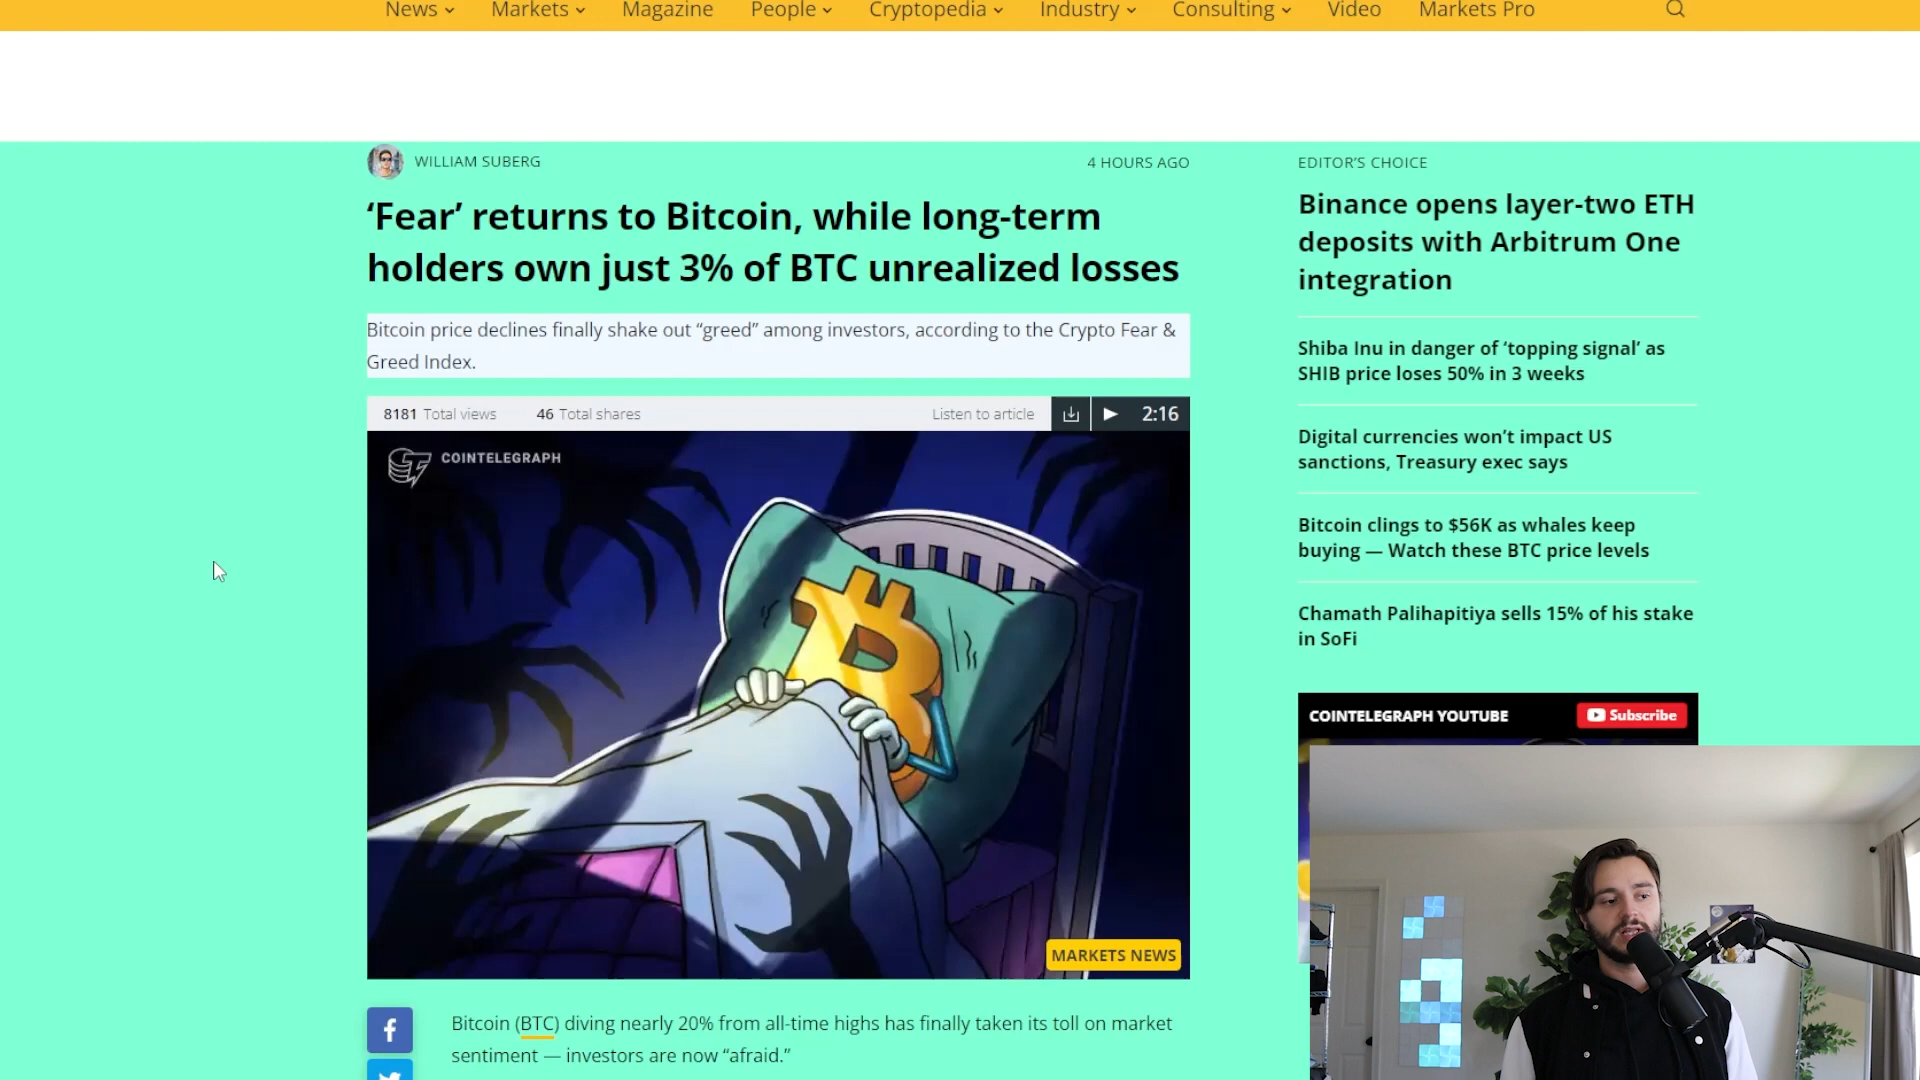 News Markets Magazine People Cryptopedia Industry Consulting Video Markets Pro
WILLIAM SUBERG
4 HOURS AGO
‘Fear’ returns to Bitcoin, while long-term
holders own just 3% of BTC unrealized losses
Bitcoin price declines finally shake out “greed” among investors, according to the Crypto Fear &
Greed Index.
8181 Total views 46 Total shares Listen to article 2:16
COINTELEGRAPH
MARKETS NEWS
Bitcoin (BTC) diving nearly 20% from all-time highs has finally taken its toll on market
sentiment — investors are now “afraid.”
EDITOR’S CHOICE
Binance opens layer-two ETH
deposits with Arbitrum One
integration
Shiba Inu in danger of ‘topping signal’ as
SHIB price loses 50% in 3 weeks
Digital currencies won’t impact US
sanctions, Treasury exec says
Bitcoin clings to $56K as whales keep
buying — Watch these BTC price levels
Chamath Palihapitiya sells 15% of his stake
in SoFi
COINTELEGRAPH YOUTUBE Subscribe